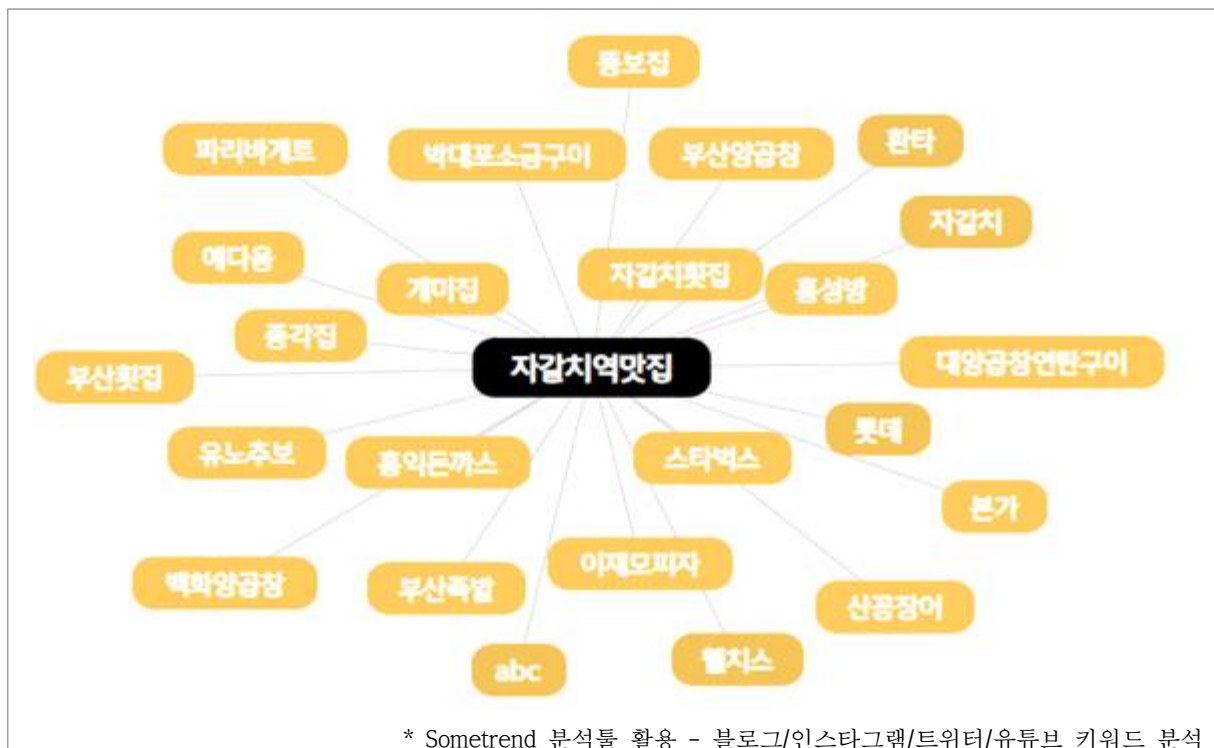 뚱보집
파리바게트
박대포소금구이
부산양곱창
환타
자갈치
예다움
개미집
자갈치횟집
홍성방
종각집
자갈치역맛집
대양곱창연탄구이
부산횟집
롯데
유노추보
홍익돈까스
스타벅스
본가
백화양곱창
부산족발
이재모피자
산꼼장어
abc
웰치스
* Sometrend 분석툴 활용 - 블로그/인스타그램/트위터/유튜브 키워드 분석